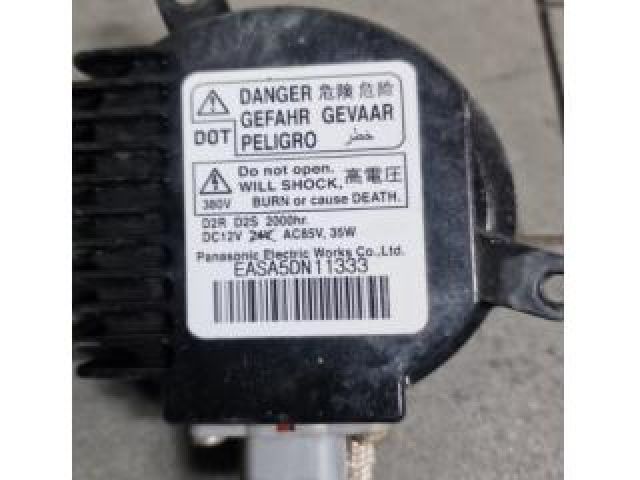 DANGER 危険 危险
GEFAHR GEVAAR
DOT PELIGRO خطر
Do not open.
WILL SHOCK, 高電圧
380V BURN or cause DEATH.
D2R D2S 2000hr.
DC12V 24V AC85V, 35W
Panasonic Electric Works Co., Ltd.
EASA5DN11333